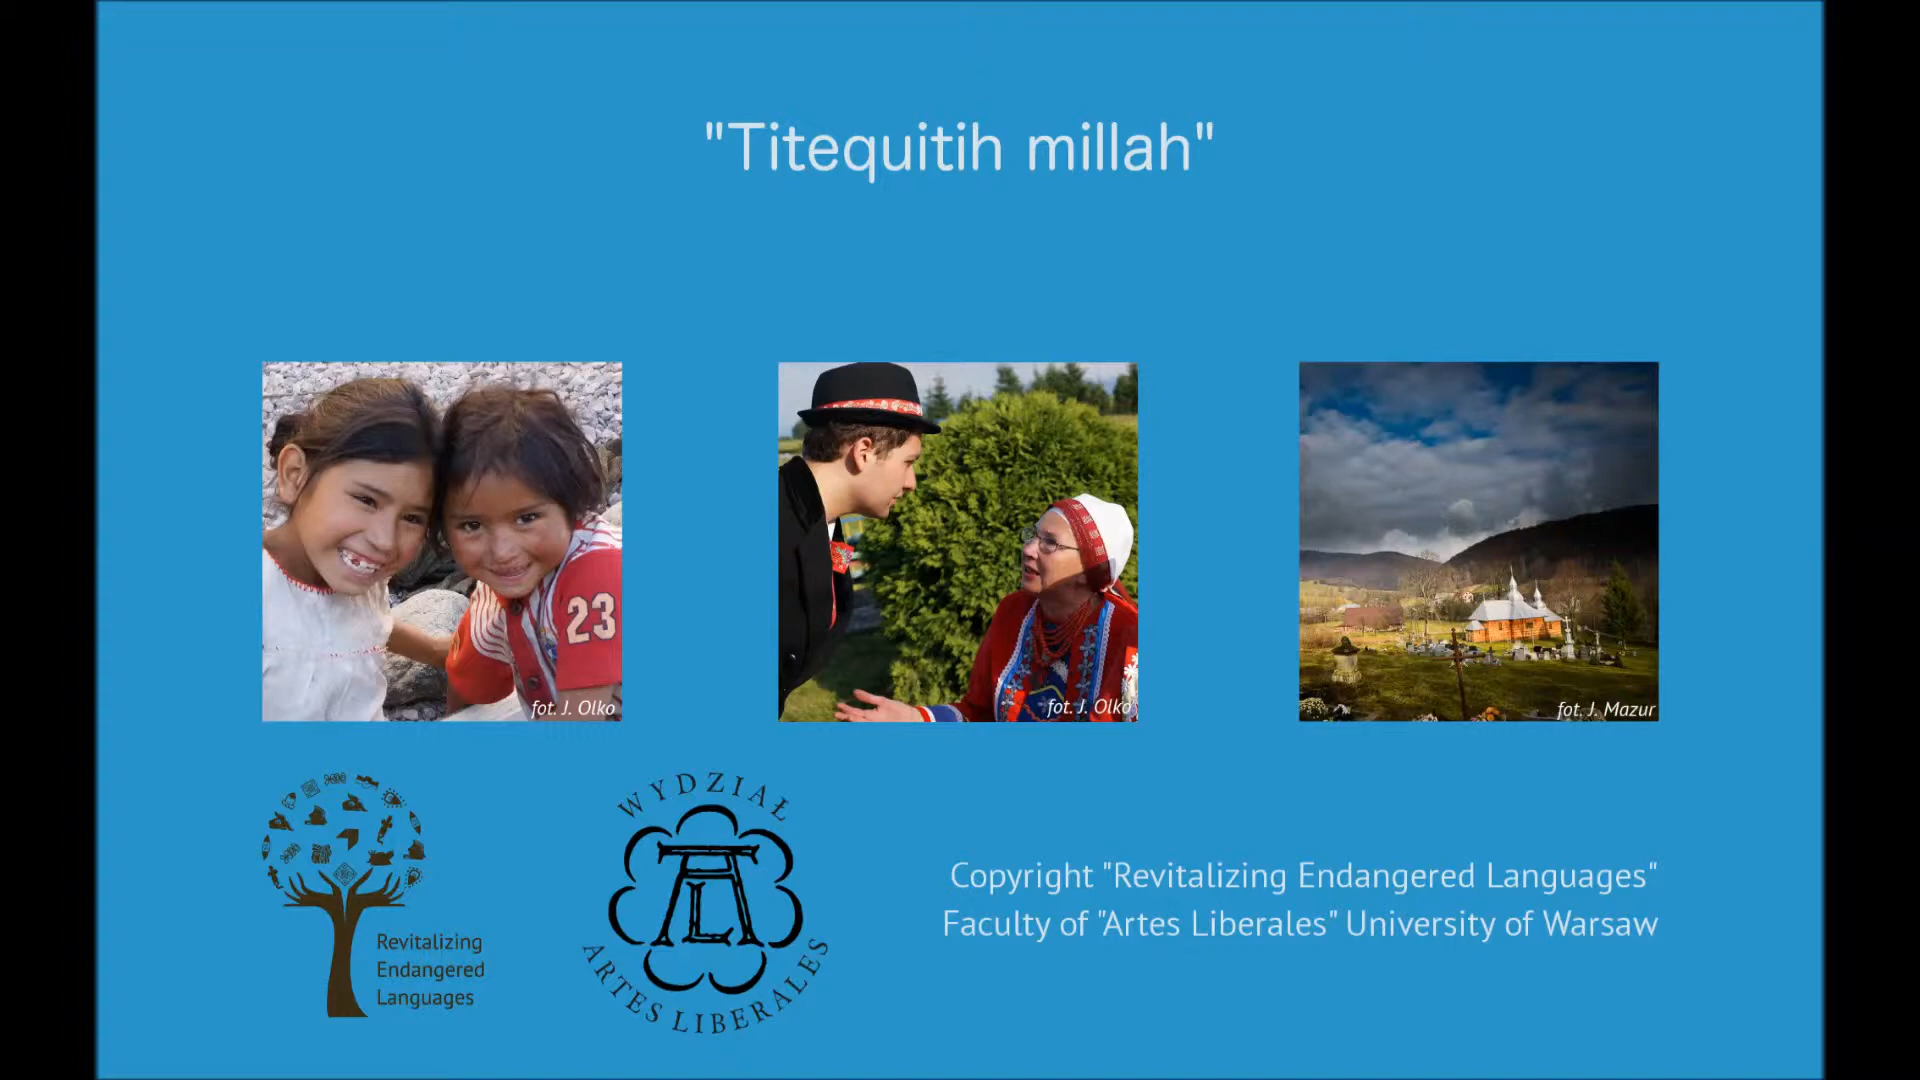 "Titequitih millah"
fot. J. Olko
fot. J. Olko
fot. J. Mazur
Revitalizing
Endangered
Languages
WYDZIAŁ
ARTES LIBERALES
Copyright "Revitalizing Endangered Languages"
Faculty of "Artes Liberales" University of Warsaw
23